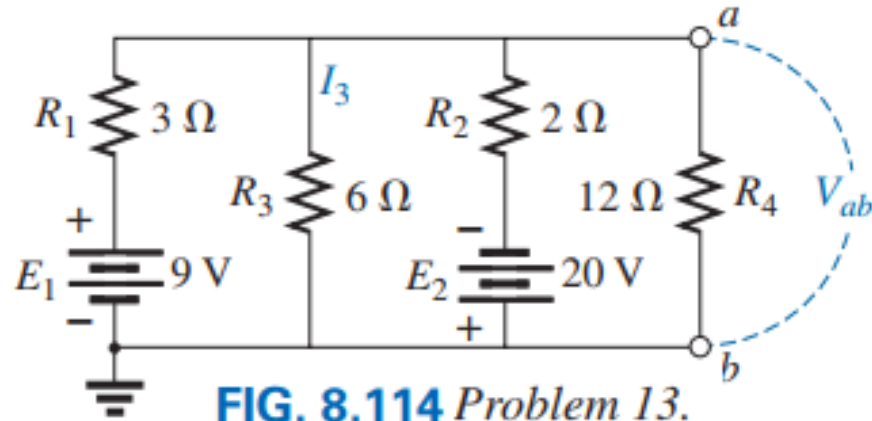 a
I3
R1 3 Ω
R2 2 Ω
R3 6 Ω
12 Ω R4
Vab
+
-
E1 9 V
E2 20 V
-
+
b
FIG. 8.114 Problem 13.